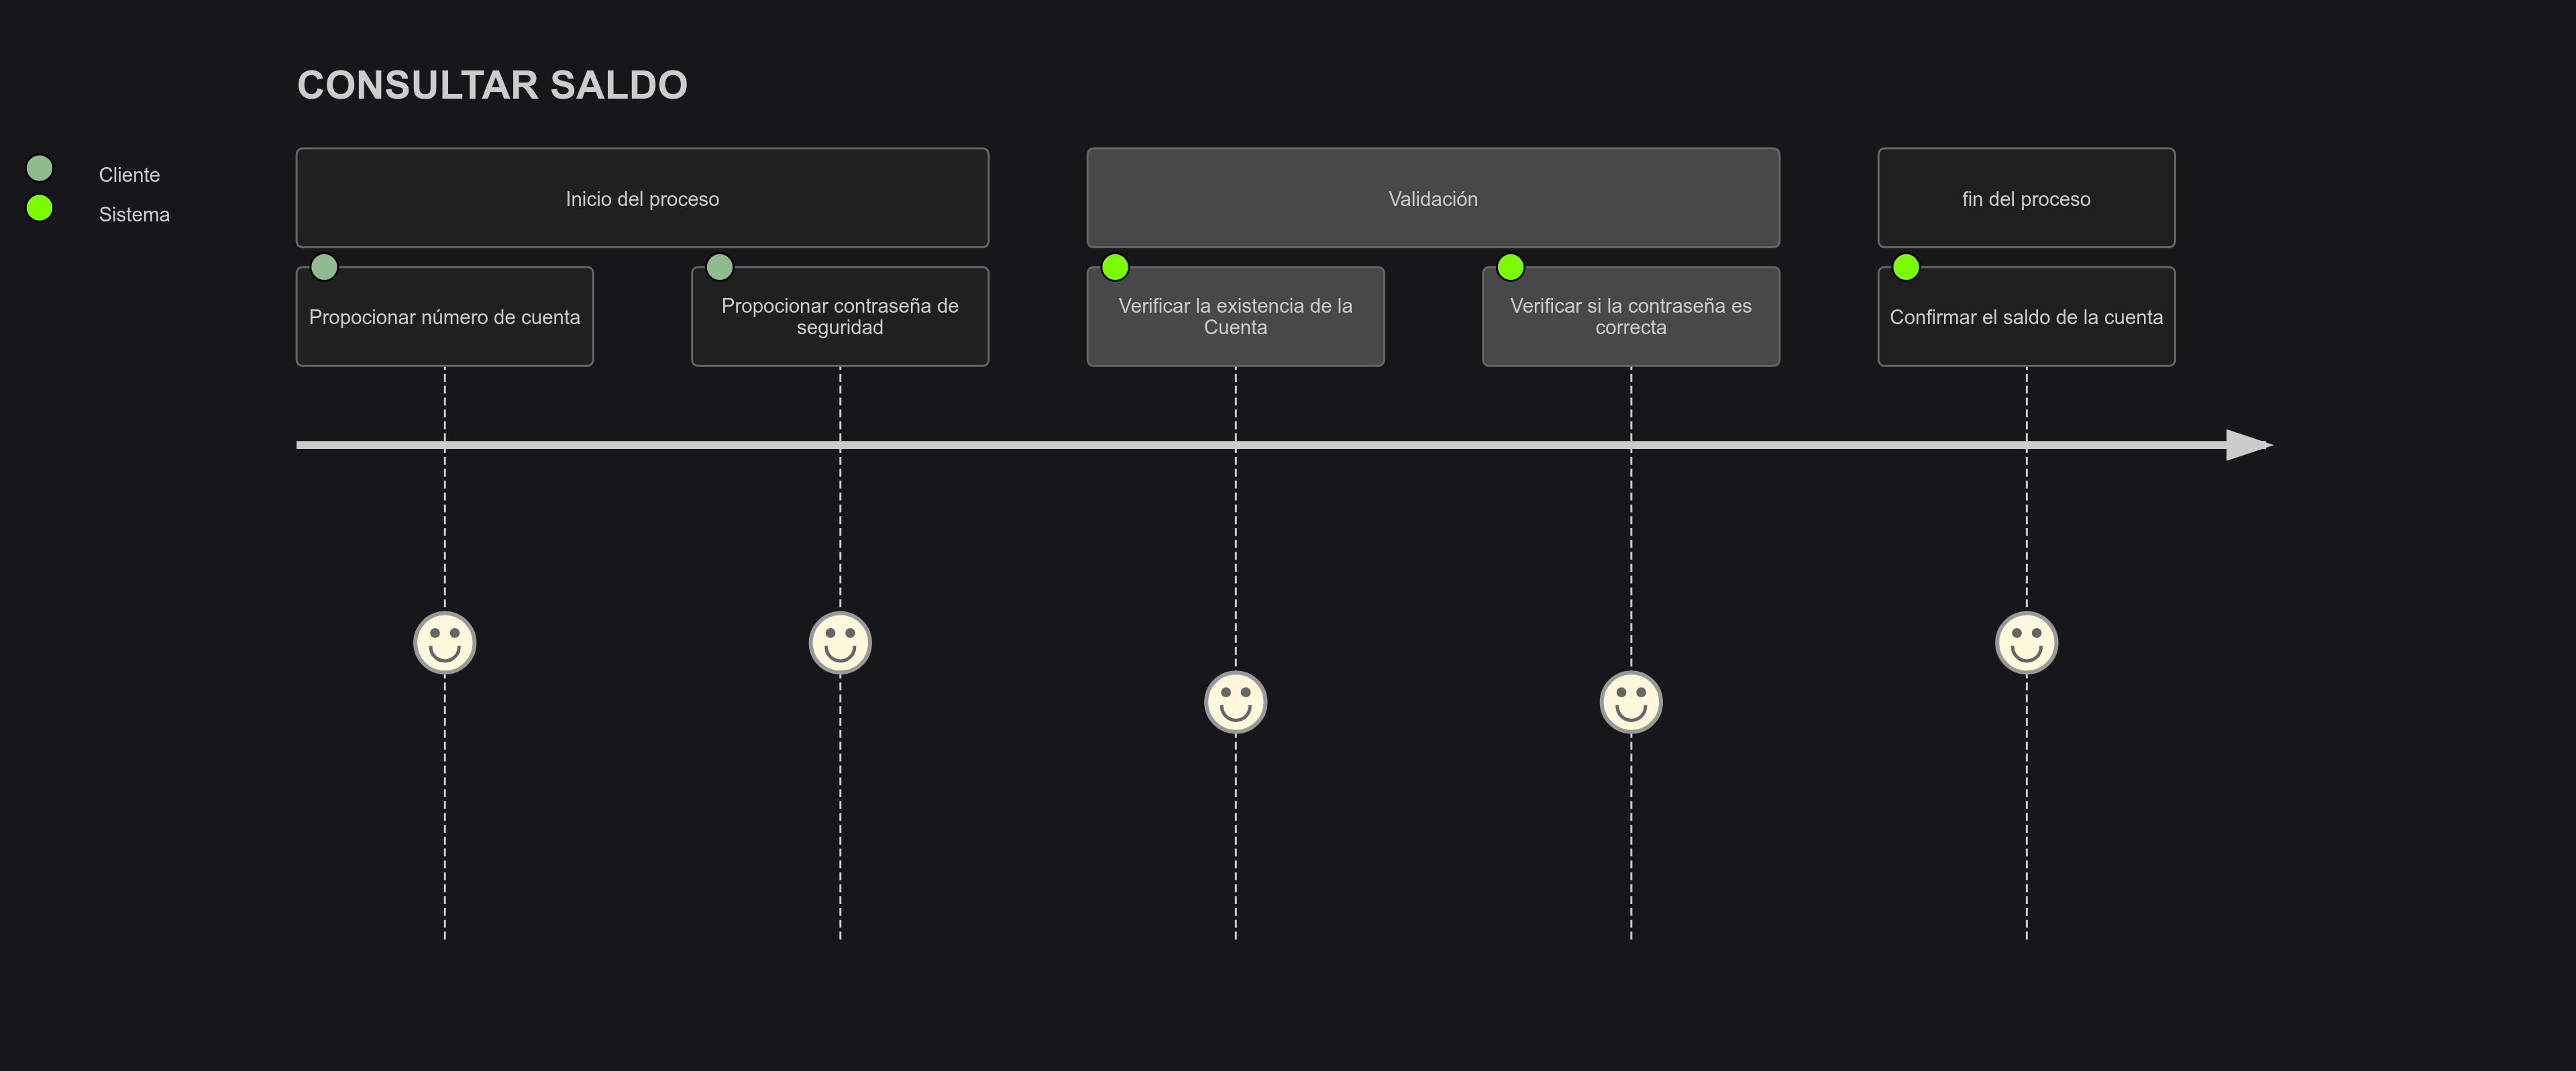 CONSULTAR SALDO
Cliente
Sistema
Inicio del proceso
Validación
fin del proceso
Propocionar número de cuenta
Propocionar contraseña de
seguridad
Verificar la existencia de la
Cuenta
Verificar si la contraseña es
correcta
Confirmar el saldo de la cuenta